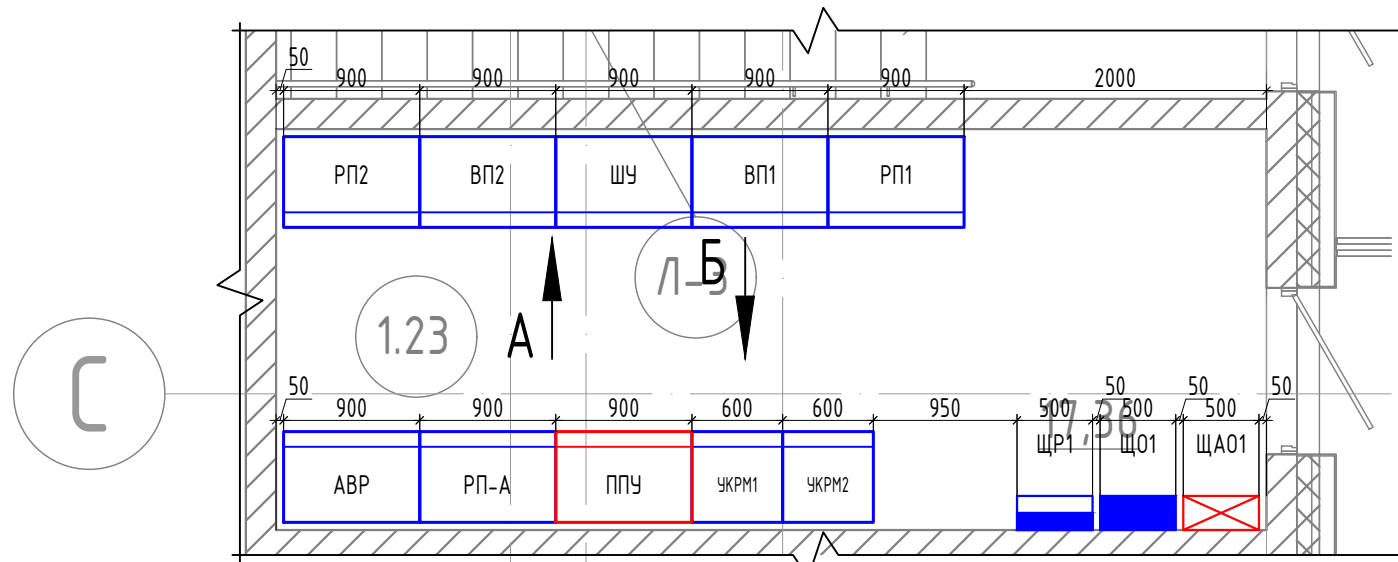 50
900 900 900 900 900 2000
РП2 ВП2 ШУ ВП1 РП1
Л-3
Б
1.23
А
С
50 50 50 50
900 900 900 600 600 950 500 500 500
17,36
ЩР1 ЩО1 ЩАО1
АВР РП-А ППУ УКРМ1 УКРМ2